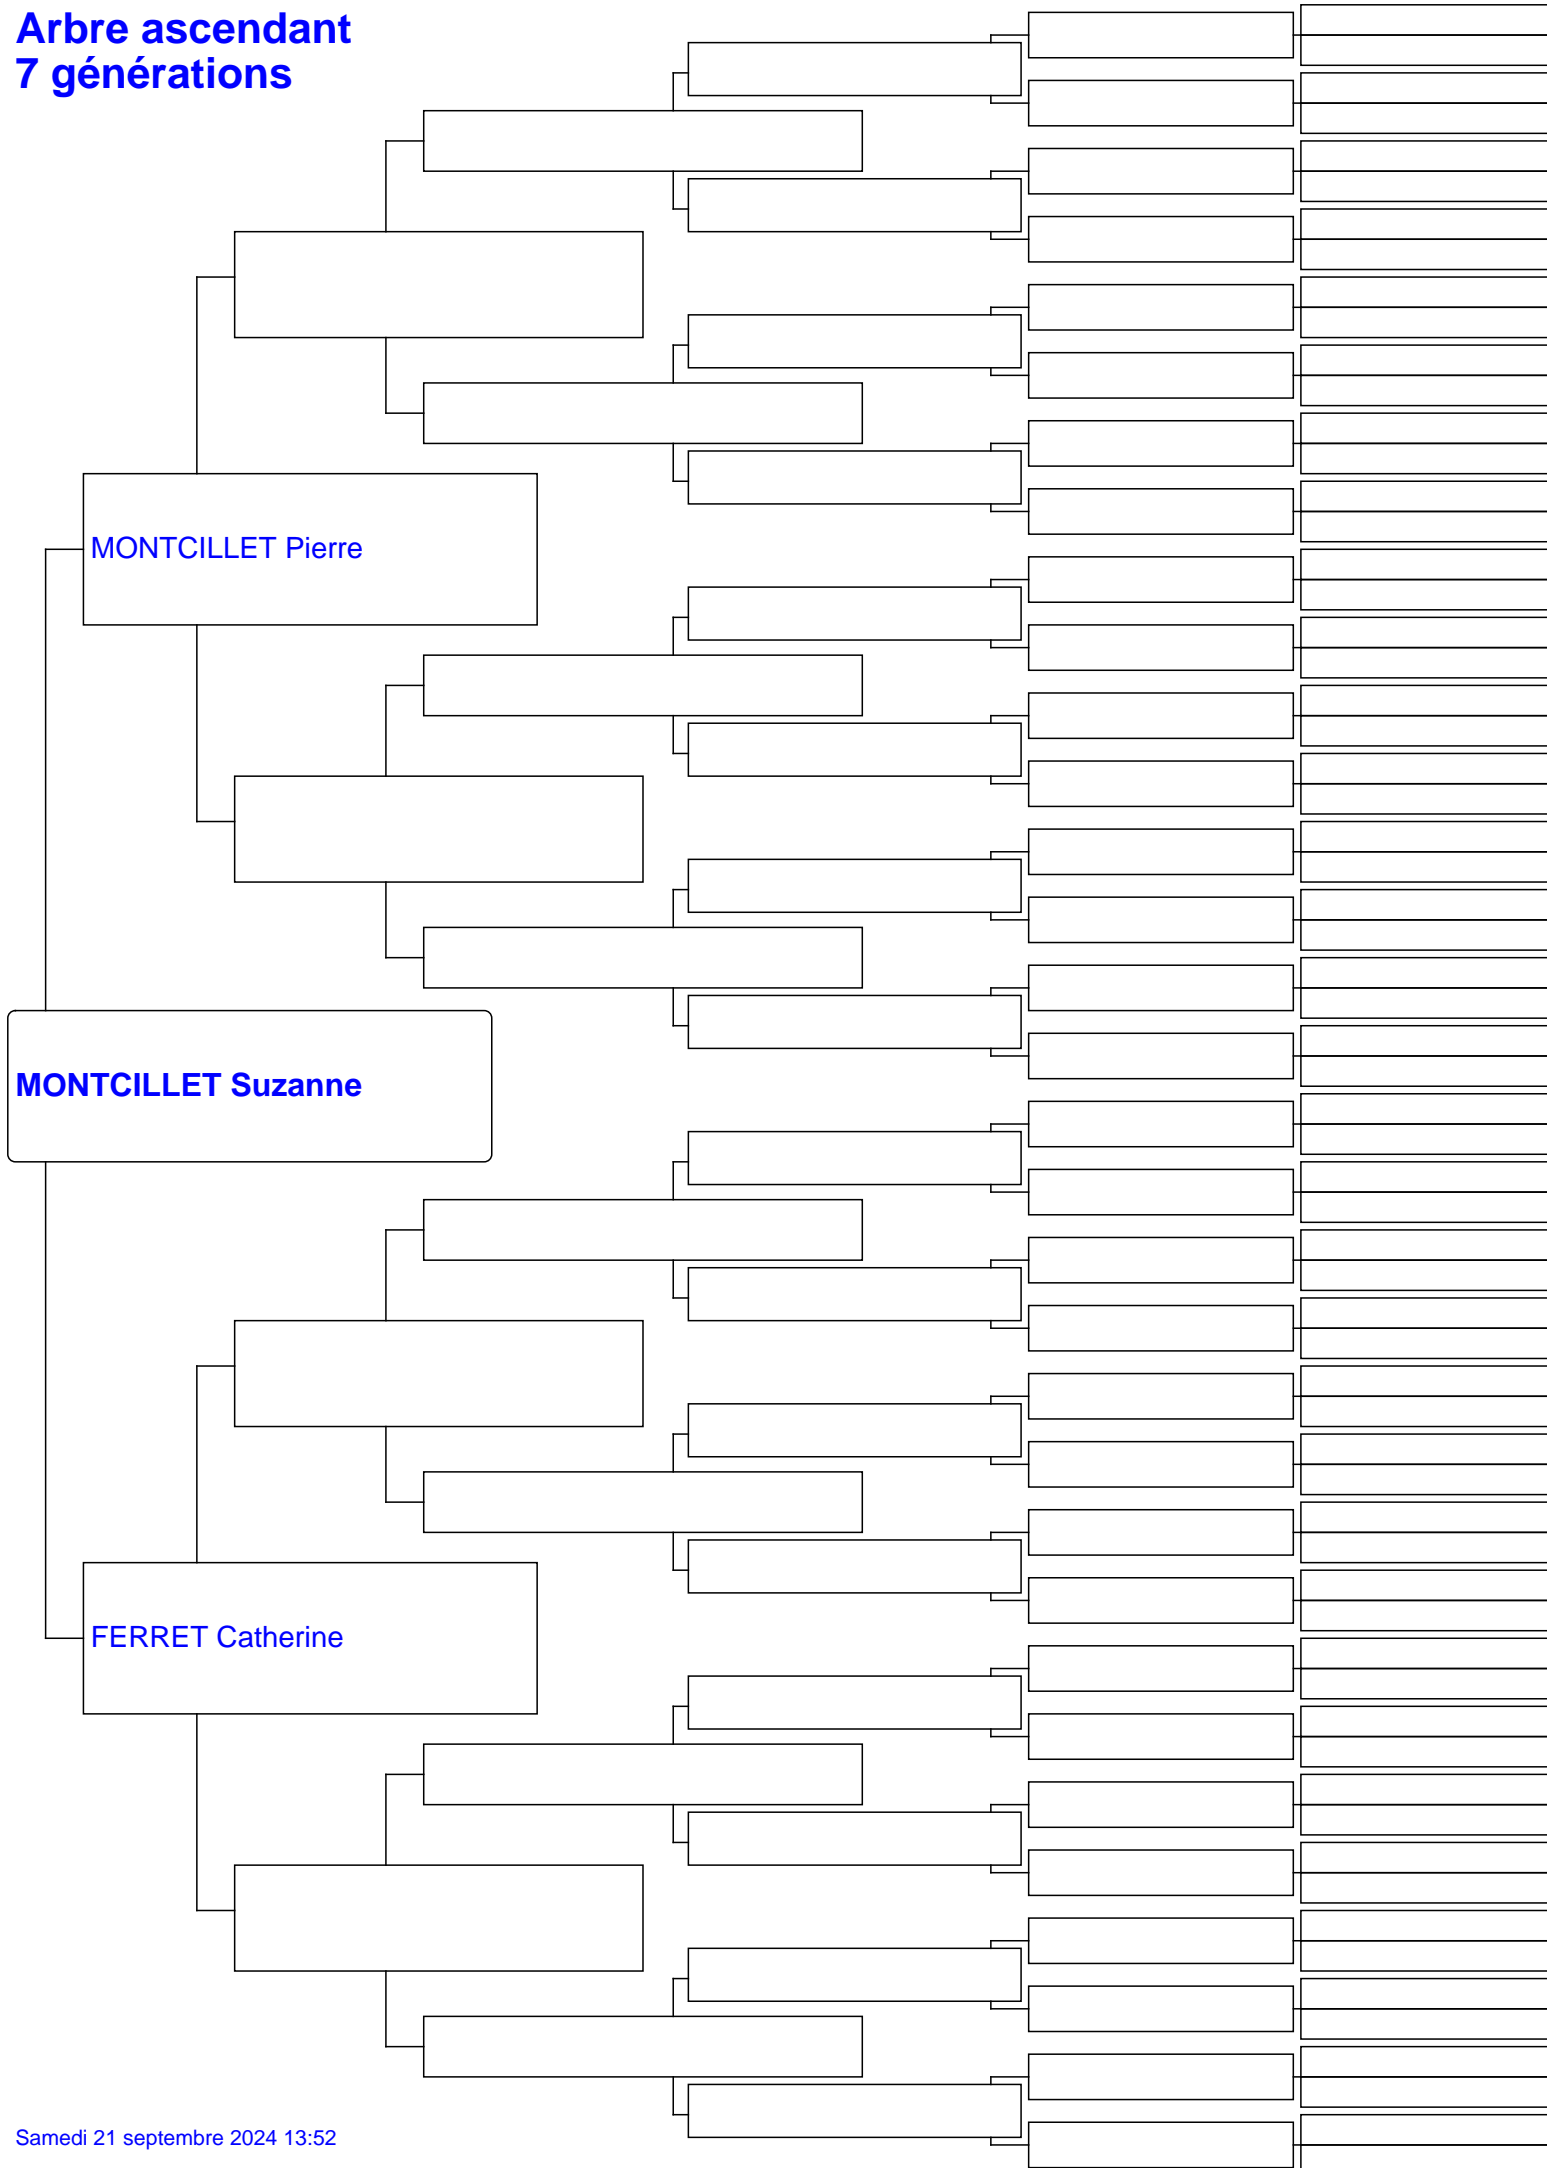 Arbre ascendant
7 générations
MONTCILLET Pierre
MONTCILLET Suzanne
FERRET Catherine
Samedi 21 septembre 2024 13:52